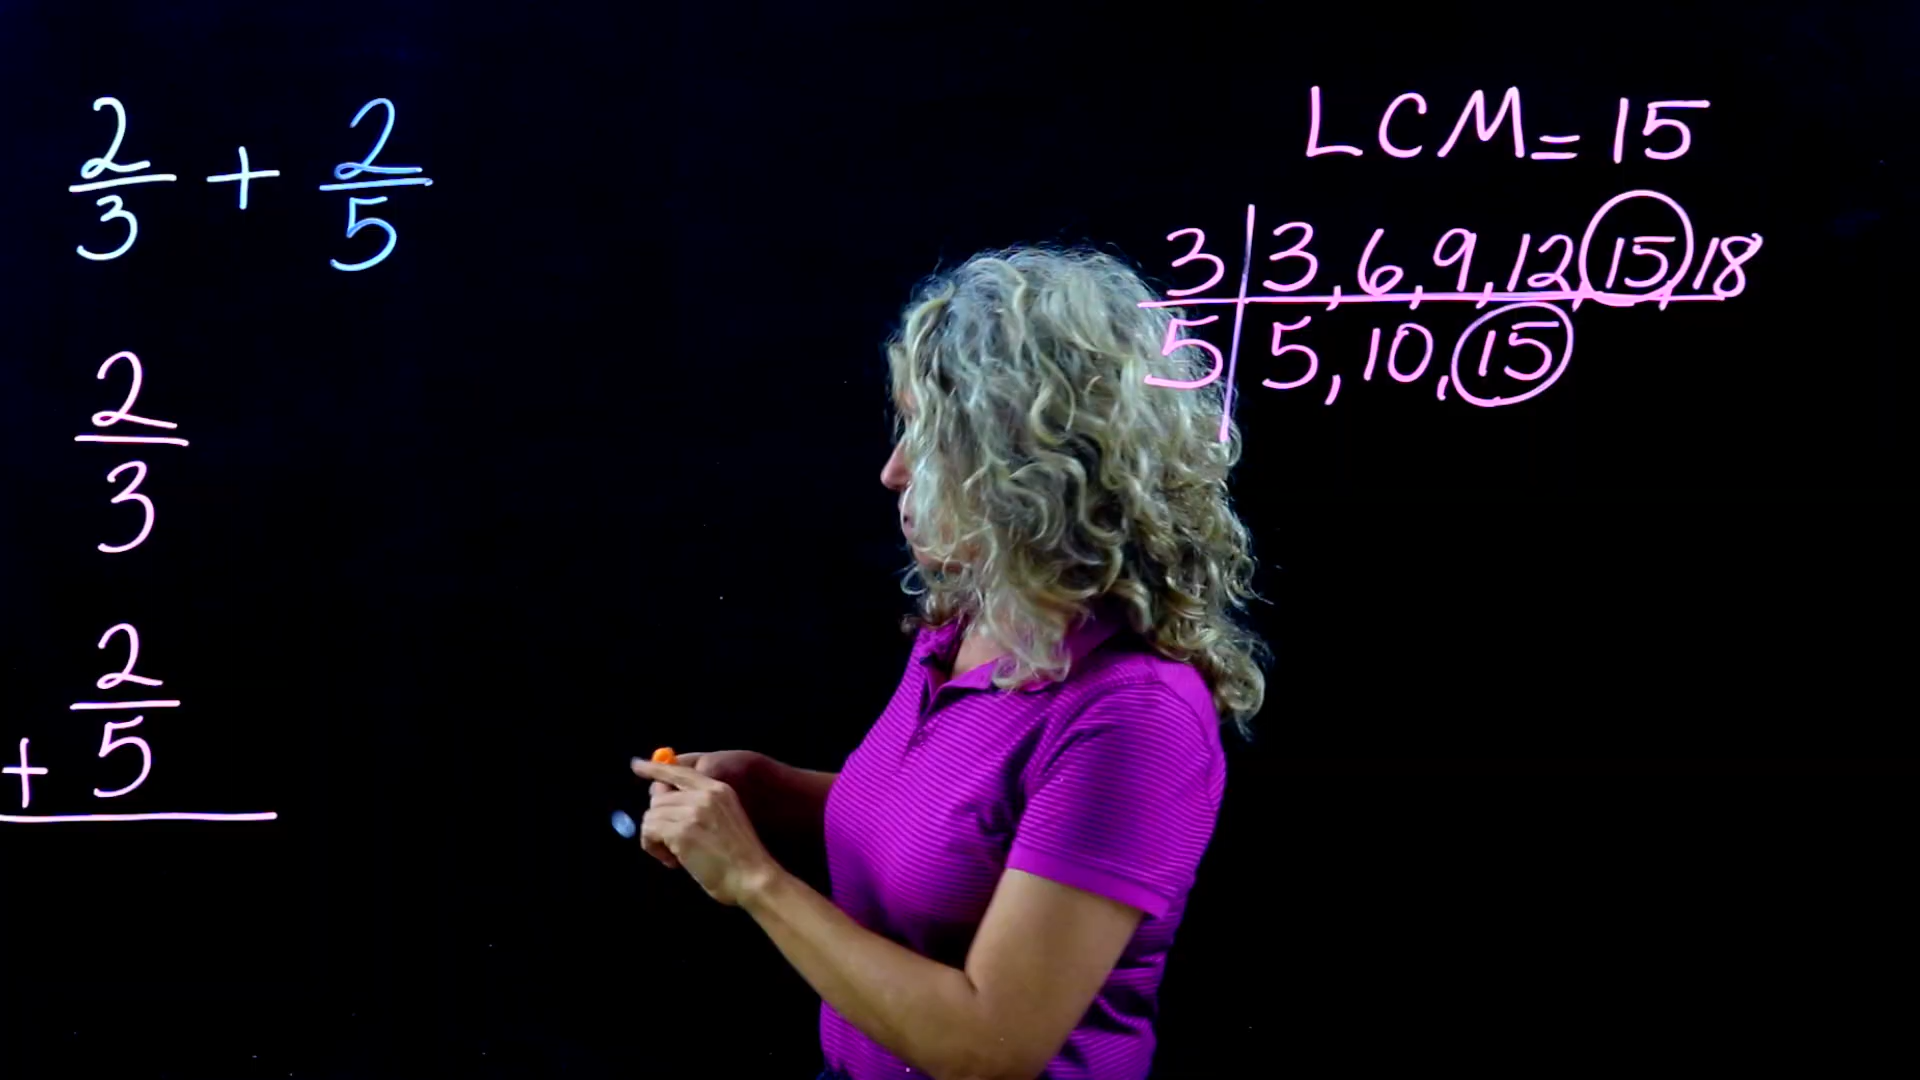 2/3 + 2/5
2/3
+ 2/5
LCM = 15
3 | 3, 6, 9, 12, 15, 18
5 | 5, 10, 15